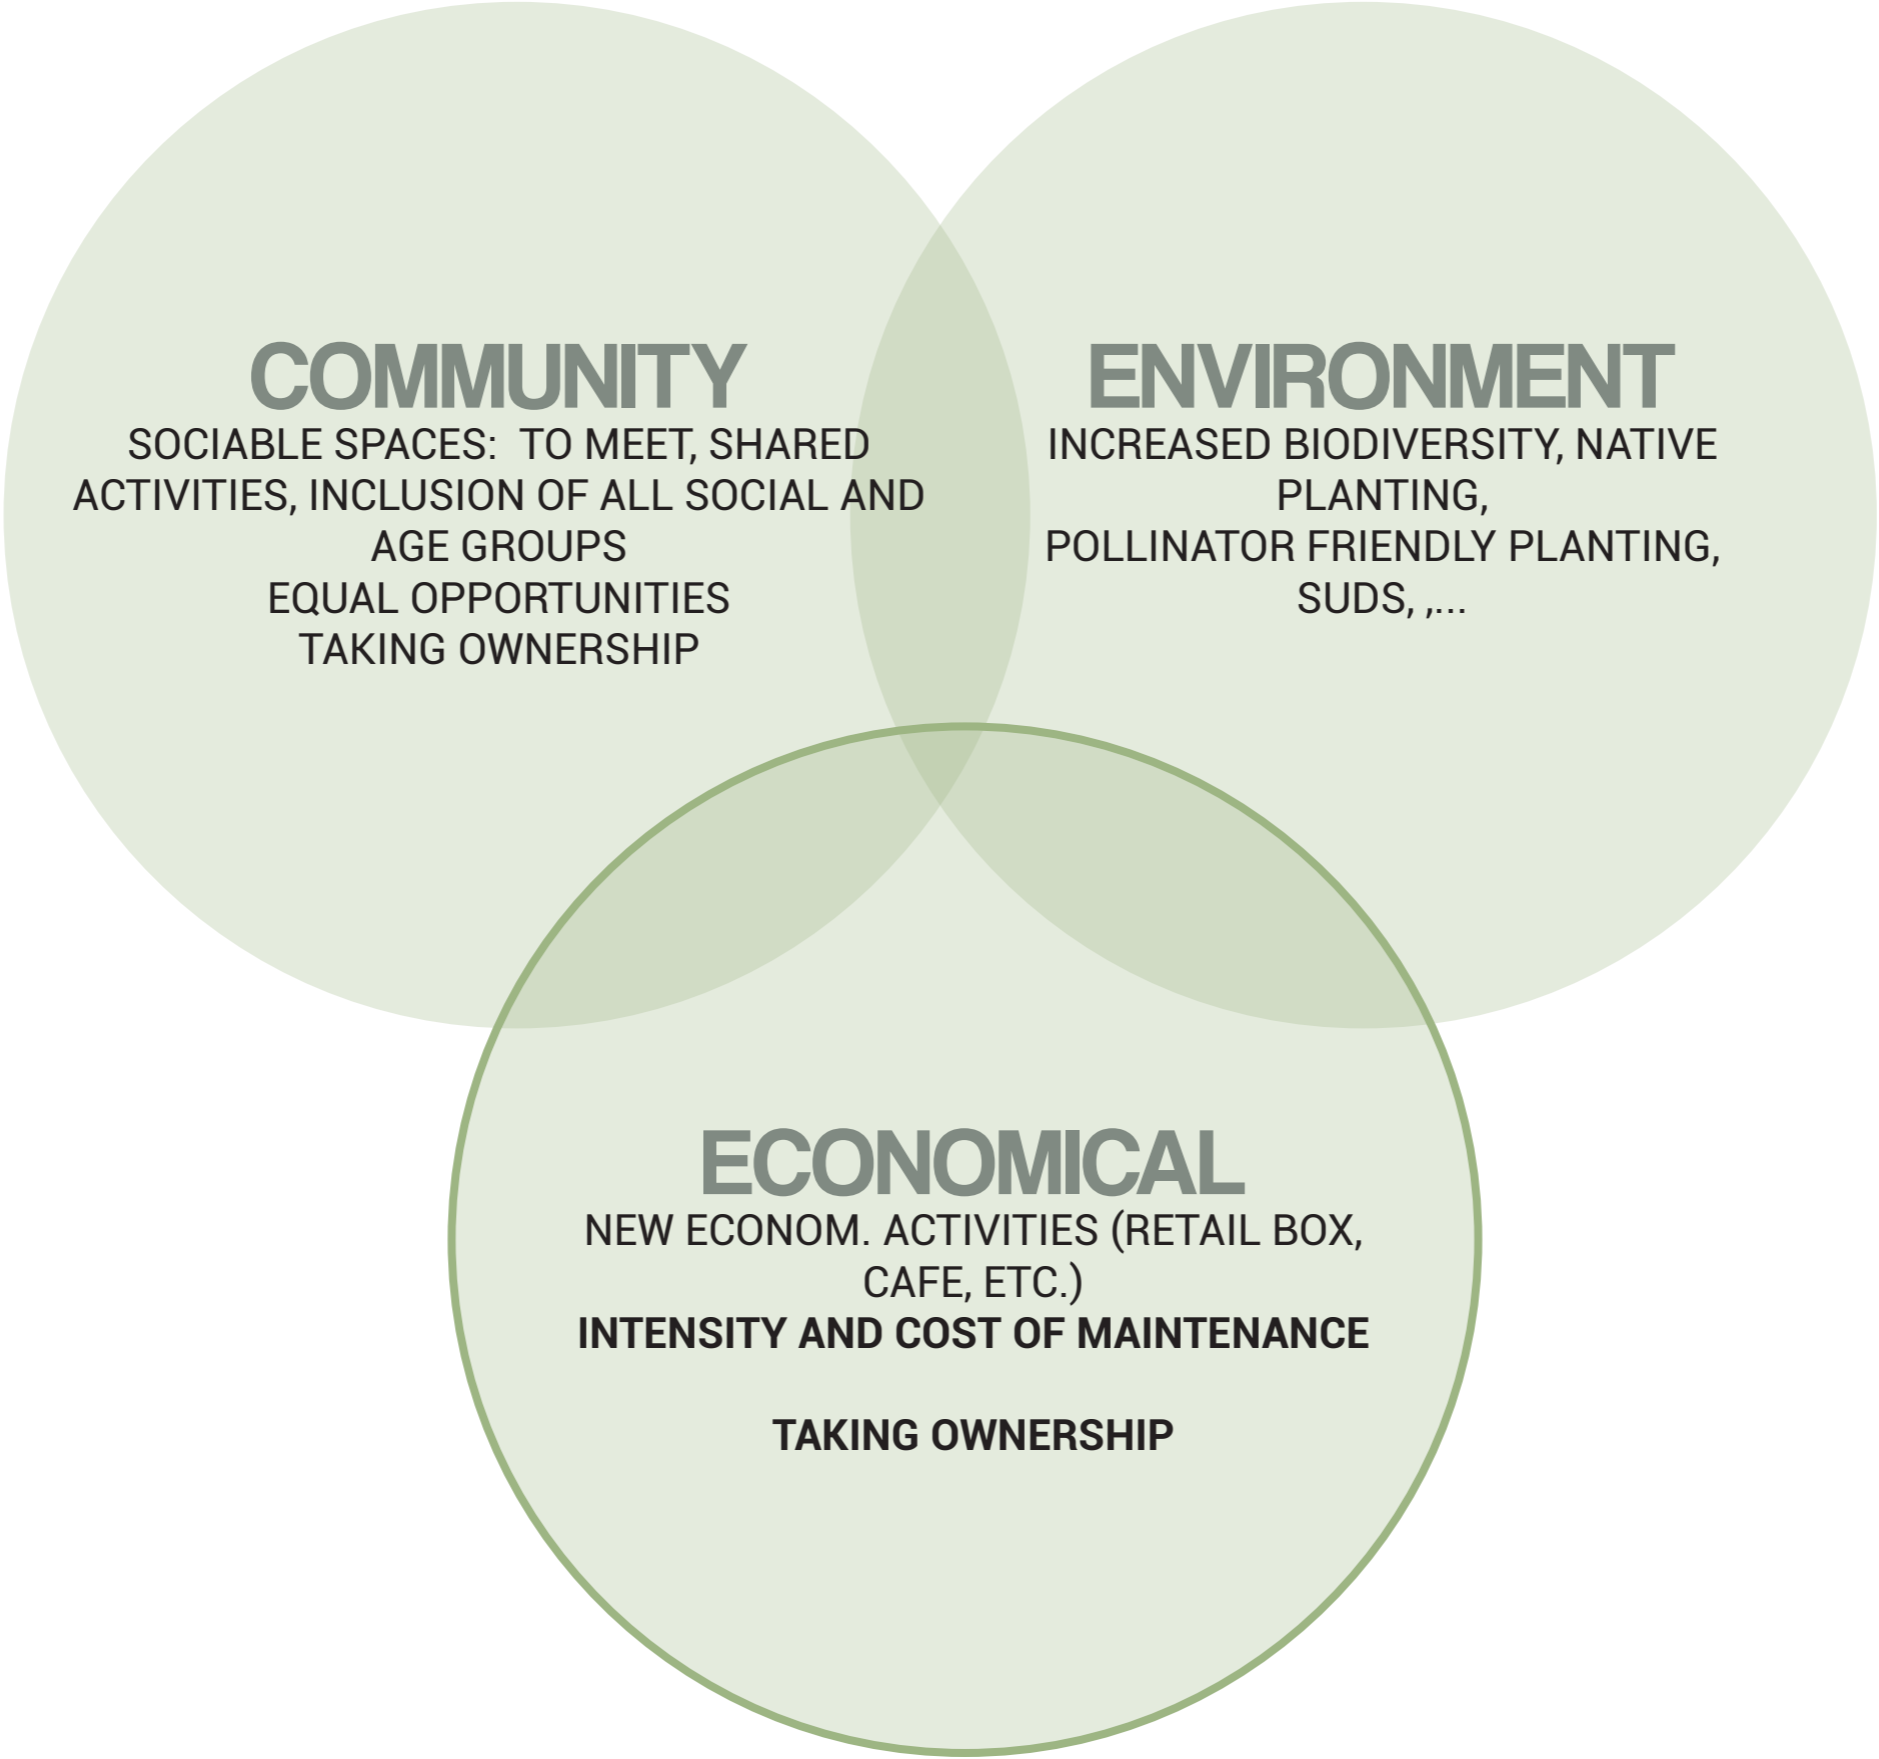 COMMUNITY
SOCIABLE SPACES:  TO MEET, SHARED
ACTIVITIES, INCLUSION OF ALL SOCIAL AND
AGE GROUPS
EQUAL OPPORTUNITIES
TAKING OWNERSHIP
ENVIRONMENT
INCREASED BIODIVERSITY, NATIVE
PLANTING,
POLLINATOR FRIENDLY PLANTING,
SUDS, ,...
ECONOMICAL
NEW ECONOM. ACTIVITIES (RETAIL BOX,
CAFE, ETC.)
INTENSITY AND COST OF MAINTENANCE
TAKING OWNERSHIP